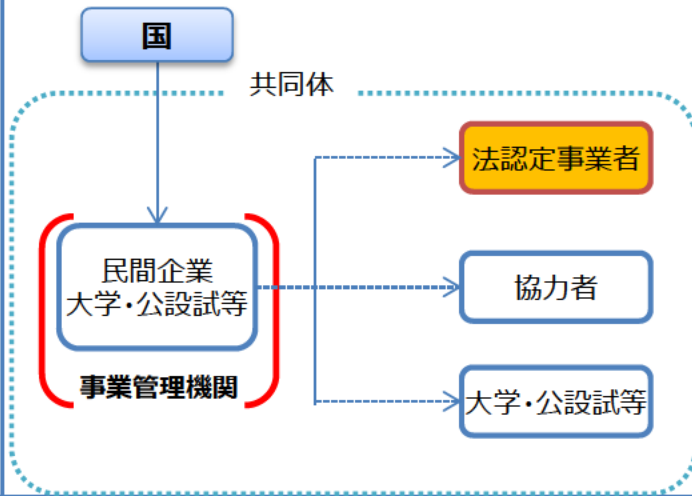 国
共同体
法認定事業者
民間企業
大学・公設試等
協力者
事業管理機関
大学・公設試等